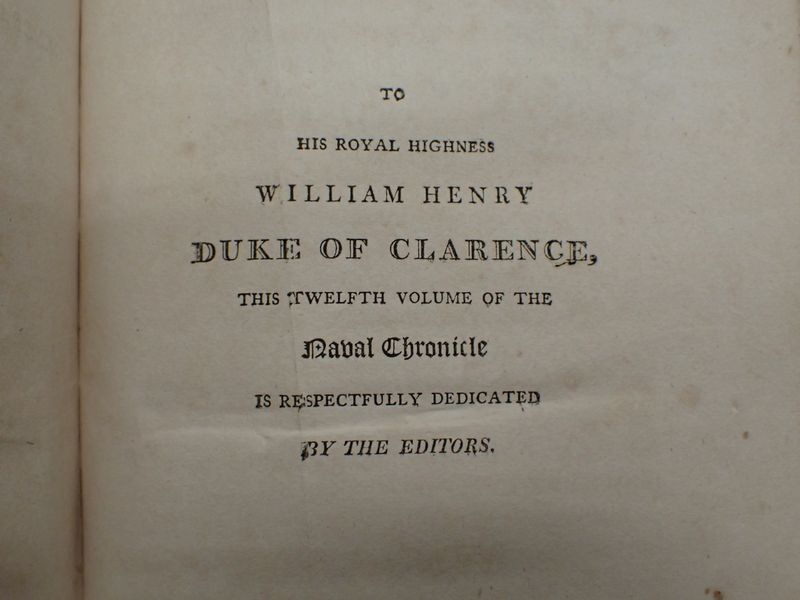 TO
HIS ROYAL HIGHNESS
WILLIAM HENRY
DUKE OF CLARENCE,
THIS TWELFTH VOLUME OF THE
Naval Chronicle
IS RESPECTFULLY DEDICATED
BY THE EDITORS.